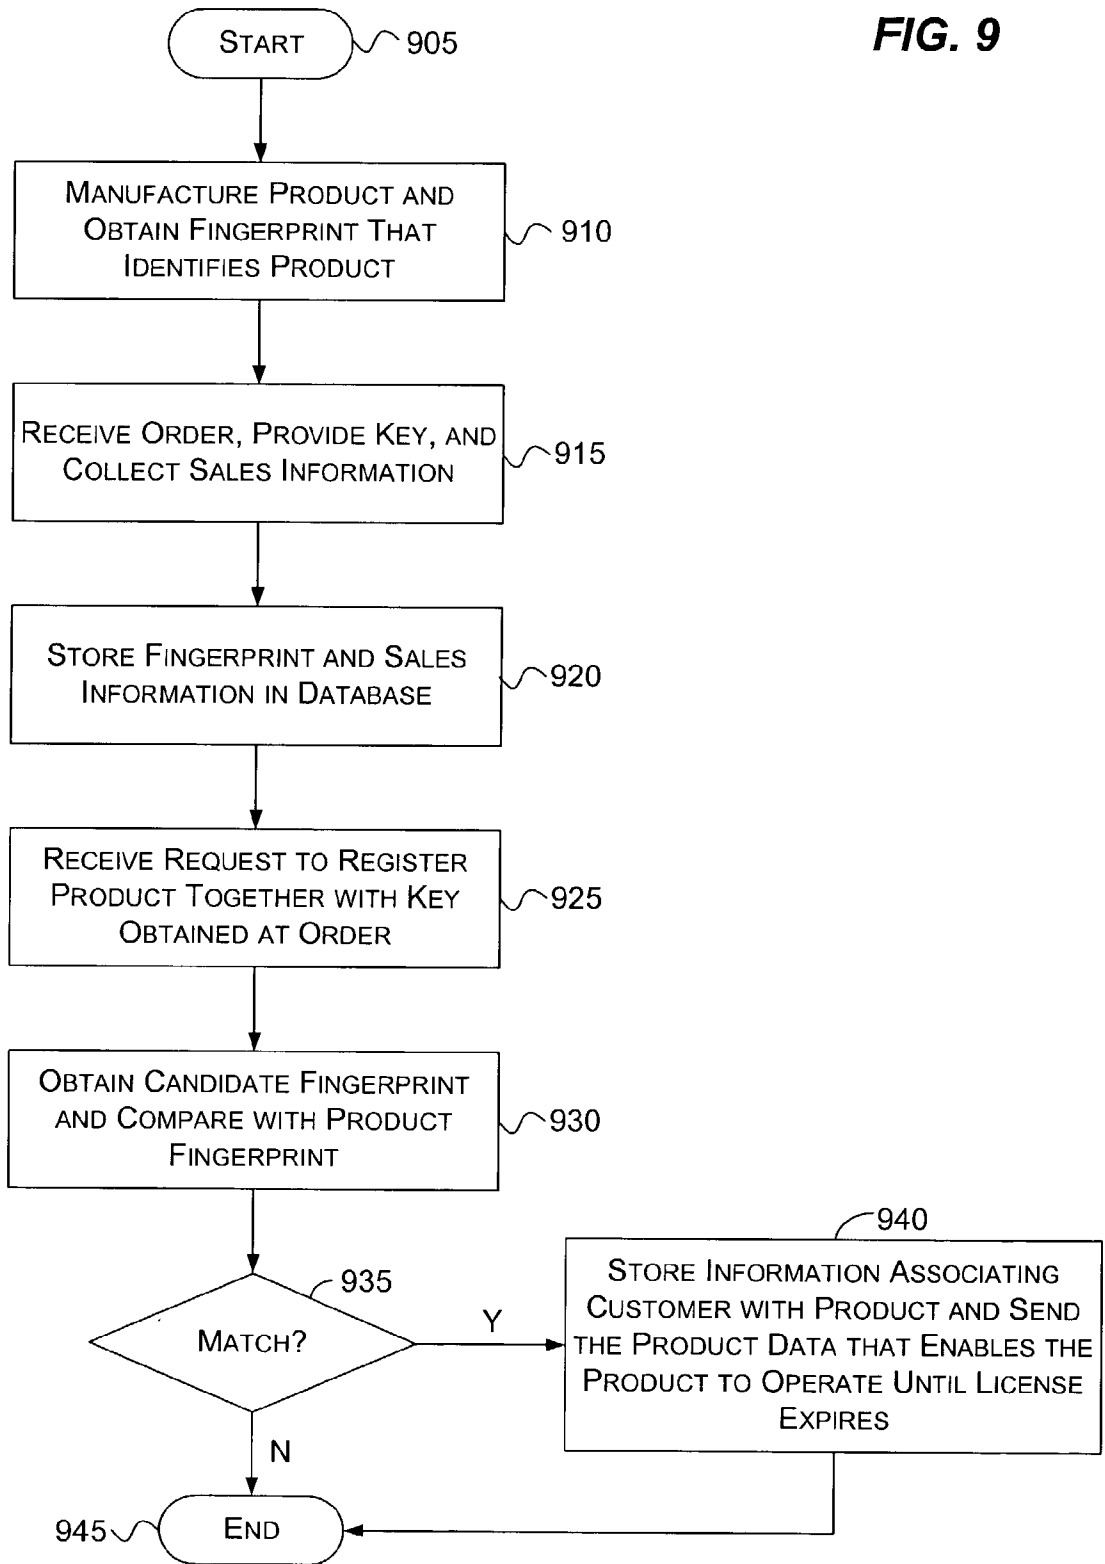 FIG. 9
START
905
MANUFACTURE PRODUCT AND
OBTAIN FINGERPRINT THAT
IDENTIFIES PRODUCT
910
RECEIVE ORDER, PROVIDE KEY, AND
COLLECT SALES INFORMATION
915
STORE FINGERPRINT AND SALES
INFORMATION IN DATABASE
920
RECEIVE REQUEST TO REGISTER
PRODUCT TOGETHER WITH KEY
OBTAINED AT ORDER
925
OBTAIN CANDIDATE FINGERPRINT
AND COMPARE WITH PRODUCT
FINGERPRINT
930
935
MATCH?
Y
N
940
STORE INFORMATION ASSOCIATING
CUSTOMER WITH PRODUCT AND SEND
THE PRODUCT DATA THAT ENABLES THE
PRODUCT TO OPERATE UNTIL LICENSE
EXPIRES
945
END